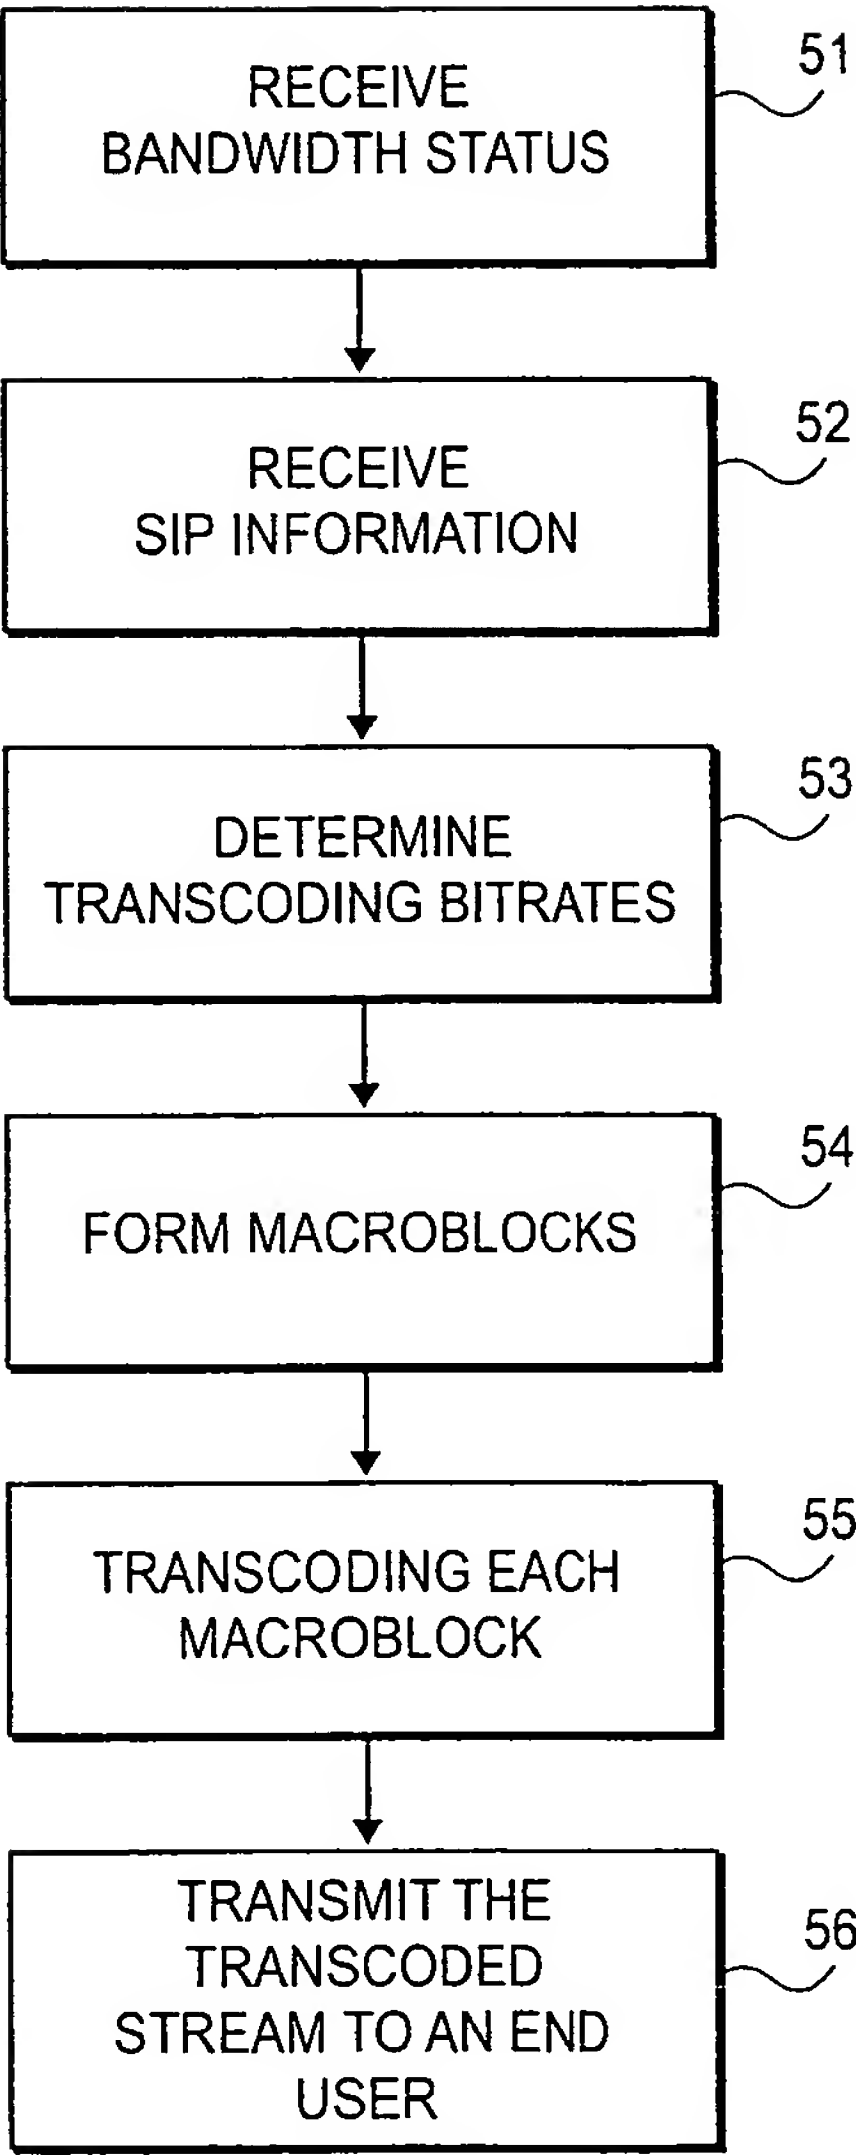 RECEIVE
BANDWIDTH STATUS
51
RECEIVE
SIP INFORMATION
52
DETERMINE
TRANSCODING BITRATES
53
FORM MACROBLOCKS
54
TRANSCODING EACH
MACROBLOCK
55
TRANSMIT THE
TRANSCODED
STREAM TO AN END
USER
56